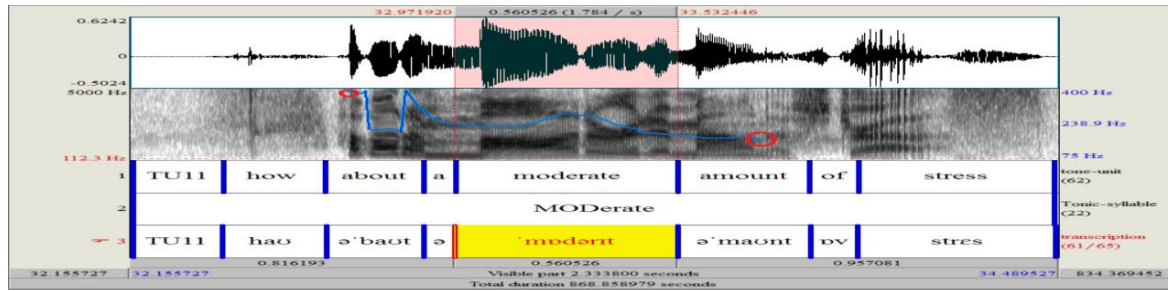 32.971920 0.560526 (1.784 / s) 33.532446
0.6242
0
-0.5024
5000 Hz 400 Hz
238.9 Hz
112.3 Hz 75 Hz
1 TU11 how about a moderate amount of stress tone-unit (62)
2 MODerate Tonic-syllable (22)
☞ 3 TU11 haʊ əˈbaʊt ə ˈmɒdərɪt əˈmaʊnt ɒv strɛs transcription (61/65)
0.816193 0.560526 0.957081
32.155727 32.155727 Visible part 2.333800 seconds 34.489527 834.369452
Total duration 868.858979 seconds